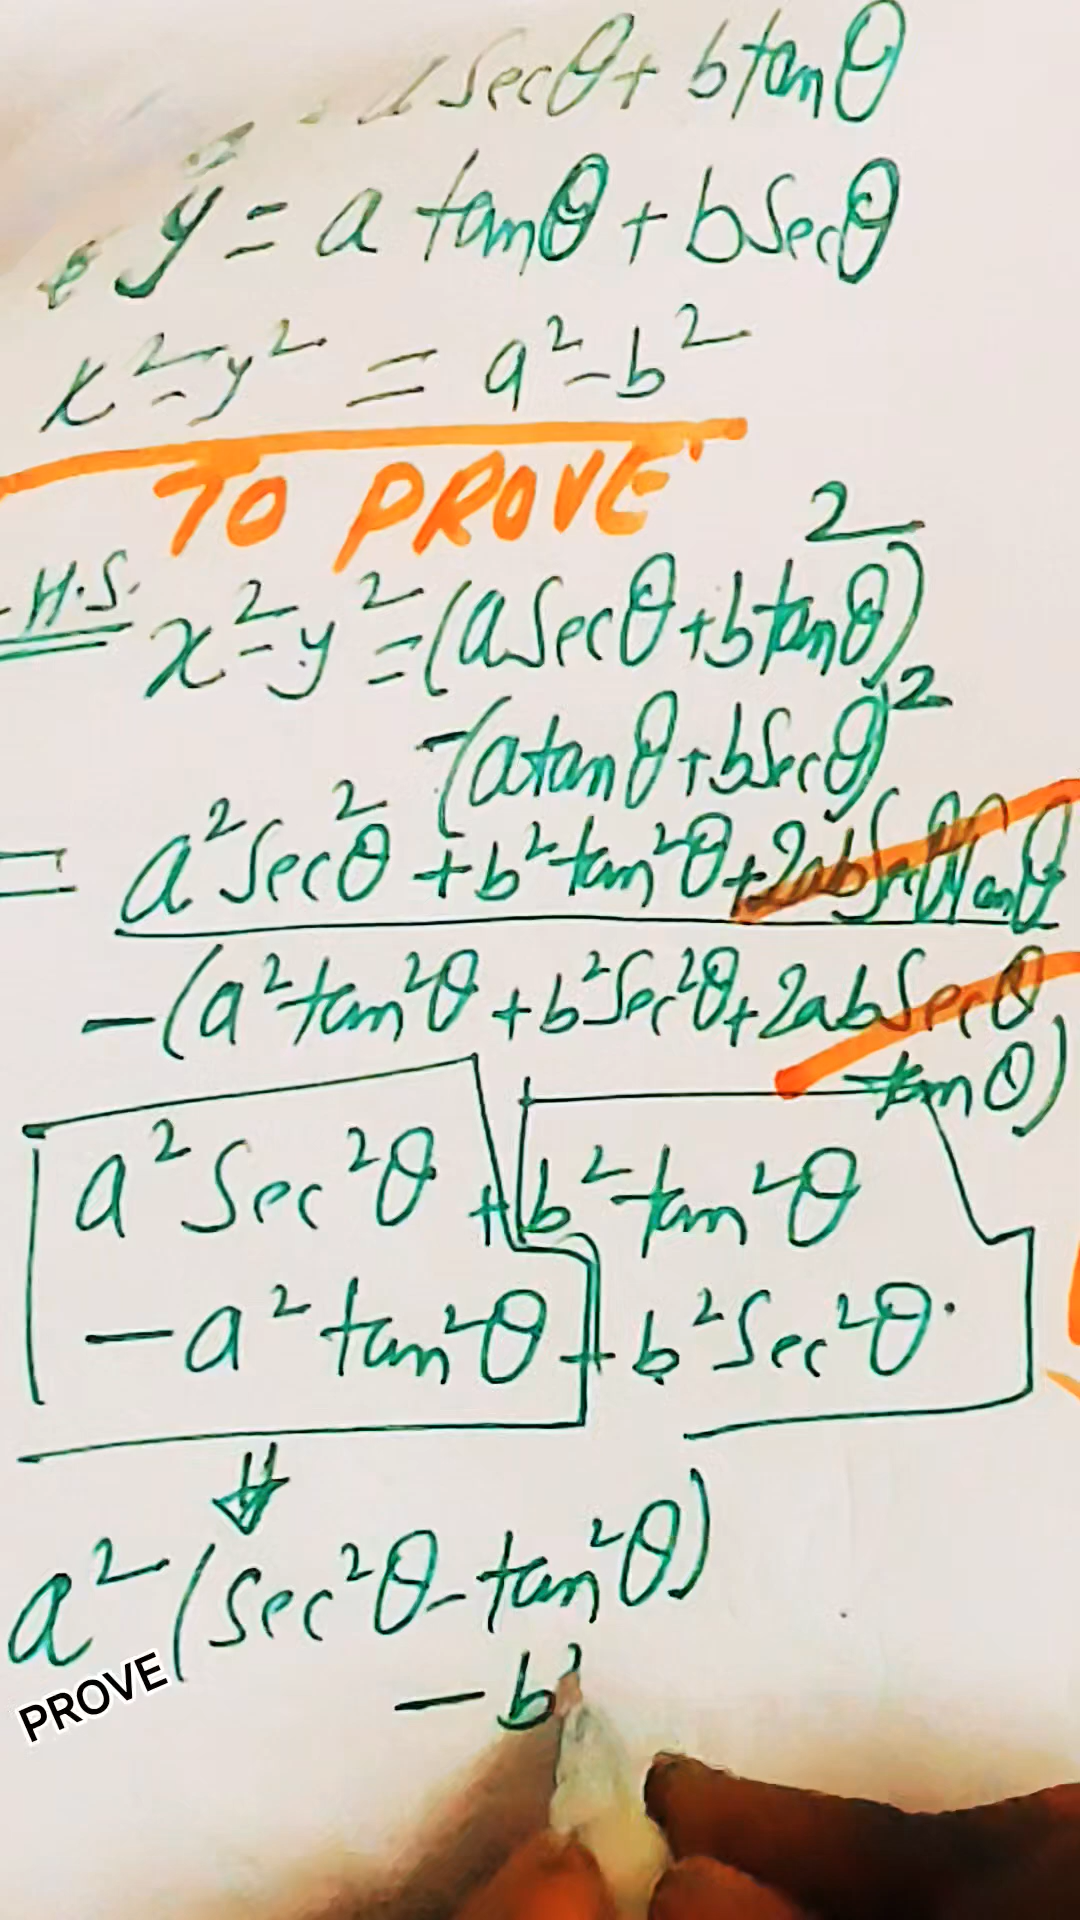 secθ + b tanθ
y = a tanθ + b secθ
x² - y² = a² - b²
TO PROVE
H.S.
x² - y² = (a secθ + b tanθ)²
-(a tanθ + b secθ)²
= a² sec²θ + b² tan²θ + 2ab secθ tanθ
-(a² tan²θ + b² sec²θ + 2ab secθ
tanθ)
a² sec²θ + b² tan²θ
- a² tan²θ + b² sec²θ.
a² (sec²θ - tan²θ)
- b²
PROVE